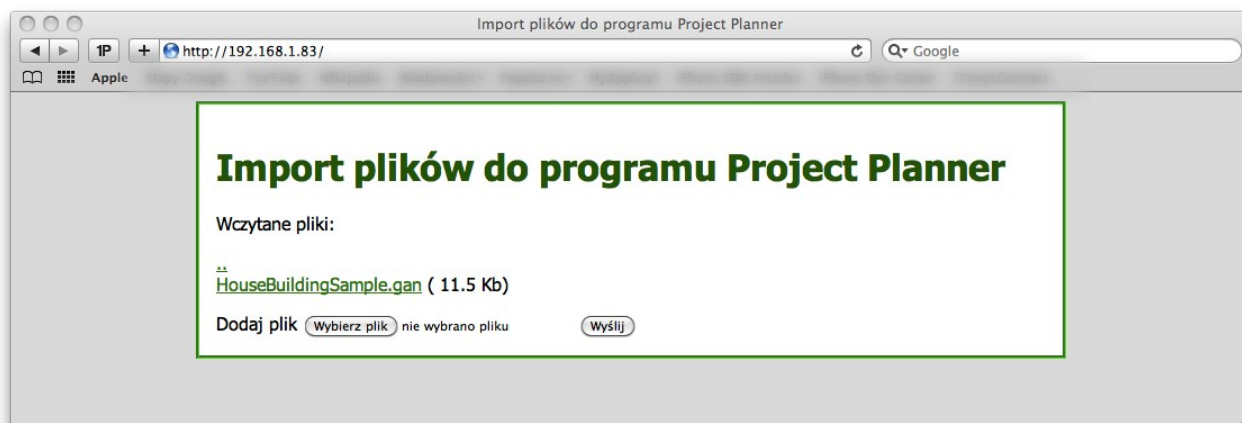 Import plików do programu Project Planner
1P + http://192.168.1.83/ Google
Apple
Import plików do programu Project Planner
Wczytane pliki:
..
HouseBuildingSample.gan ( 11.5 Kb)
Dodaj plik Wybierz plik nie wybrano pliku Wyślij